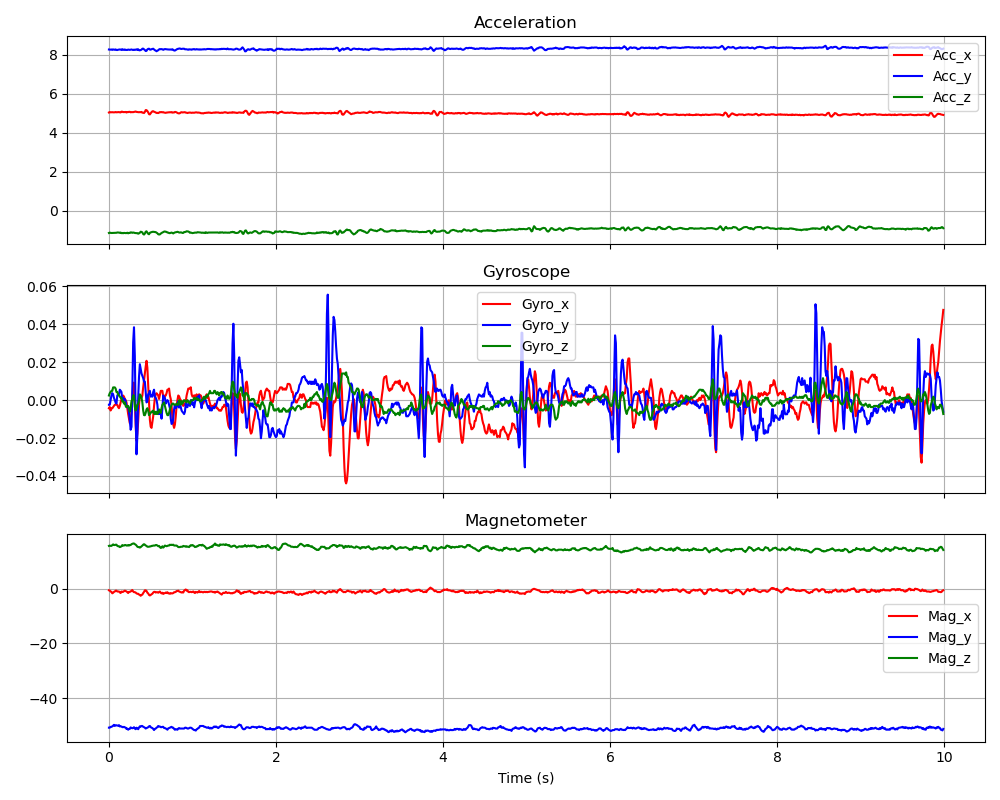 Acceleration
8
6
4
2
0
Acc_x
Acc_y
Acc_z
Gyroscope
0.06
0.04
0.02
0.00
−0.02
−0.04
Gyro_x
Gyro_y
Gyro_z
Magnetometer
0
−20
−40
Mag_x
Mag_y
Mag_z
0 2 4 6 8 10
Time (s)